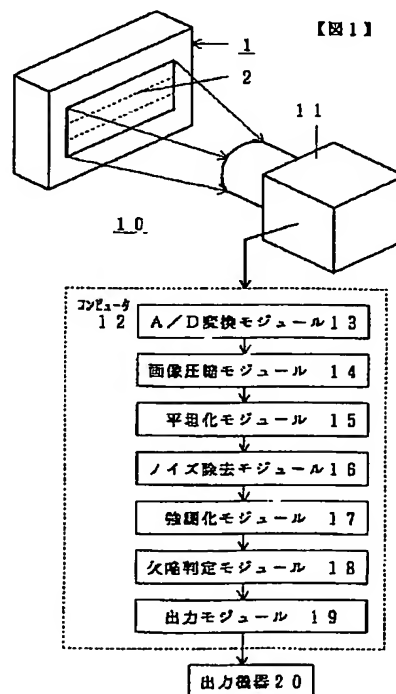 【図1】
1
2
11
10
コンピュータ
12
A/D変換モジュール13
画像圧縮モジュール 14
平坦化モジュール 15
ノイズ除去モジュール16
強調化モジュール 17
欠陥判定モジュール 18
出力モジュール 19
出力機器20